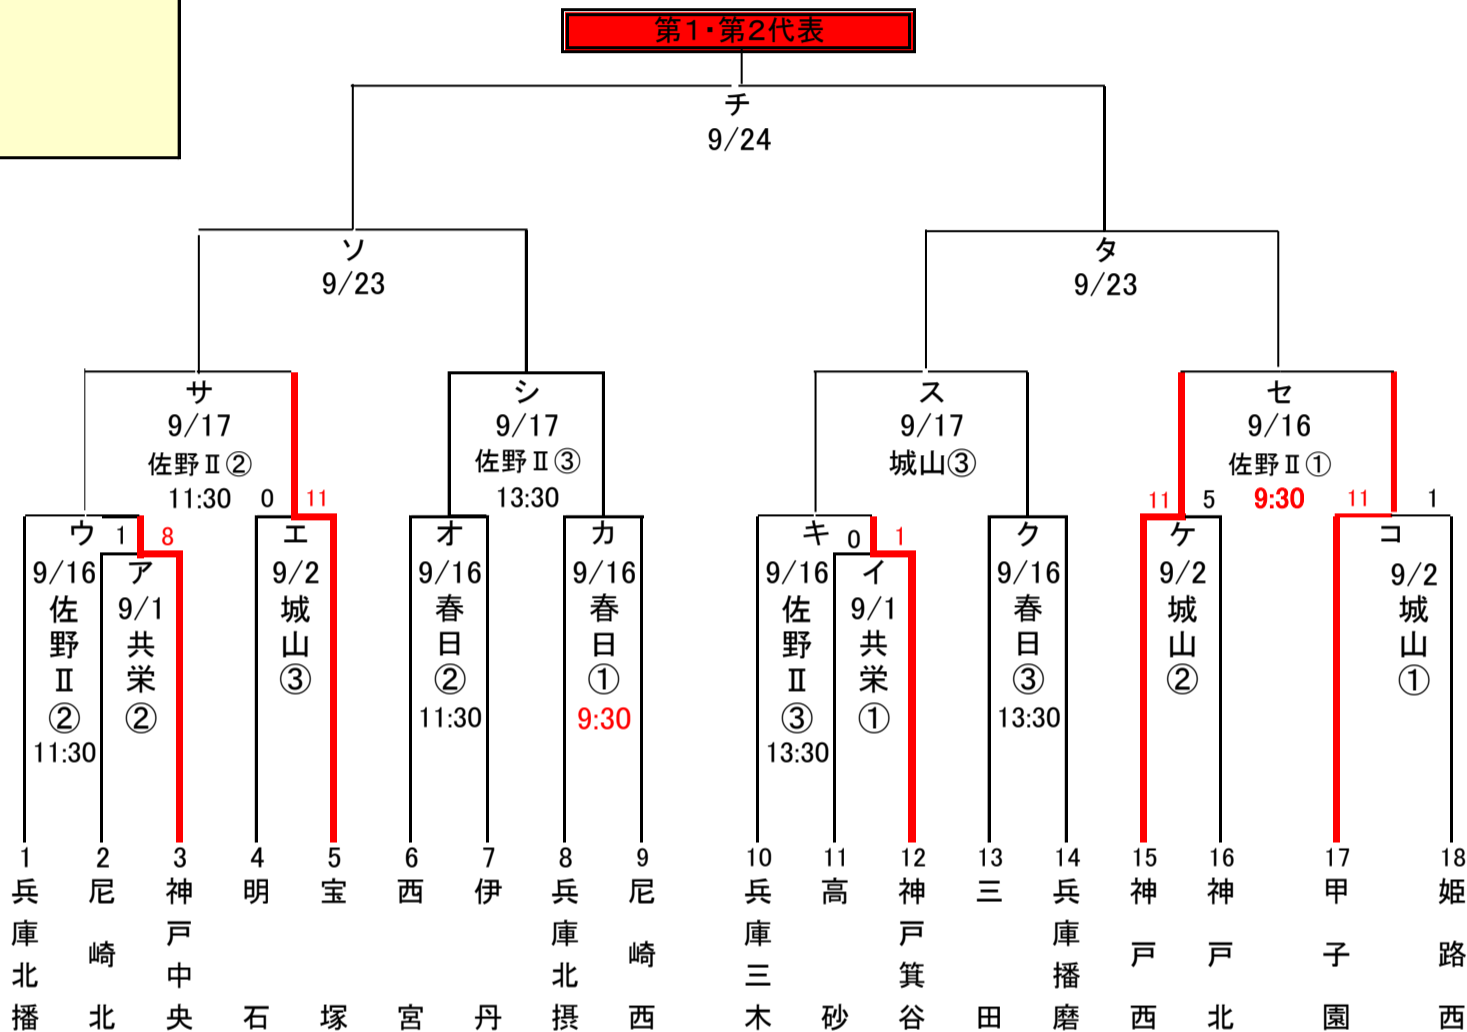 第1・第2代表
チ
9/24
ソ
9/23
タ
9/23
サ
9/17
佐野Ⅱ②
11:30
シ
9/17
佐野Ⅱ③
13:30
ス
9/17
城山③
セ
9/16
佐野Ⅱ①
9:30
0 11
11 5
11 1
ウ
9/16
佐野Ⅱ②
11:30
1 8
ア
9/1
共栄②
エ
9/2
城山③
オ
9/16
春日②
11:30
カ
9/16
春日①
9:30
キ
9/16
佐野Ⅱ③
13:30
0 1
イ
9/1
共栄①
ク
9/16
春日③
13:30
ケ
9/2
城山②
コ
9/2
城山①
1 2 3 4 5 6 7 8 9 10 11 12 13 14 15 16 17 18
兵庫北播
尼崎北
神戸中央
明石
宝塚
西宮
伊丹
兵庫北摂
尼崎西
兵庫三木
高砂
神戸箕谷
三田
兵庫播磨
神戸西
神戸北
甲子園
姫路西